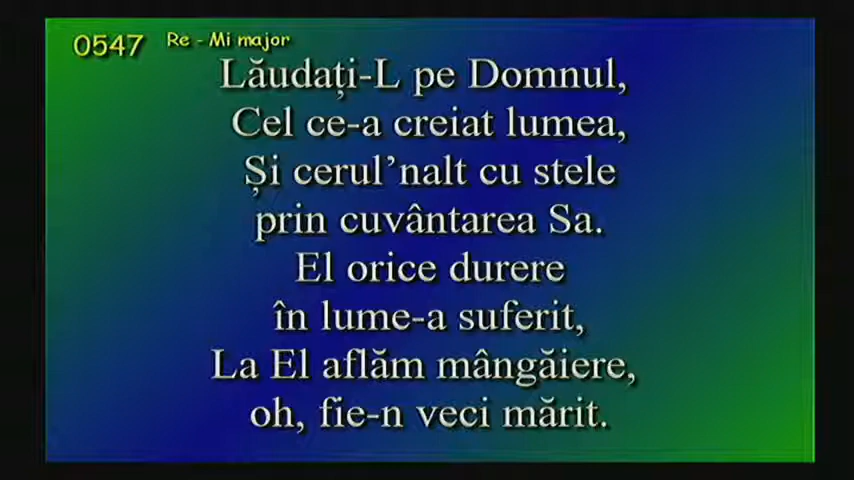 0547 Re - Mi major
Lăudați-L pe Domnul,
Cel ce-a creiat lumea,
Și cerul’nalt cu stele
prin cuvântarea Sa.
El orice durere
în lume-a suferit,
La El aflăm mângăiere,
oh, fie-n veci mărit.